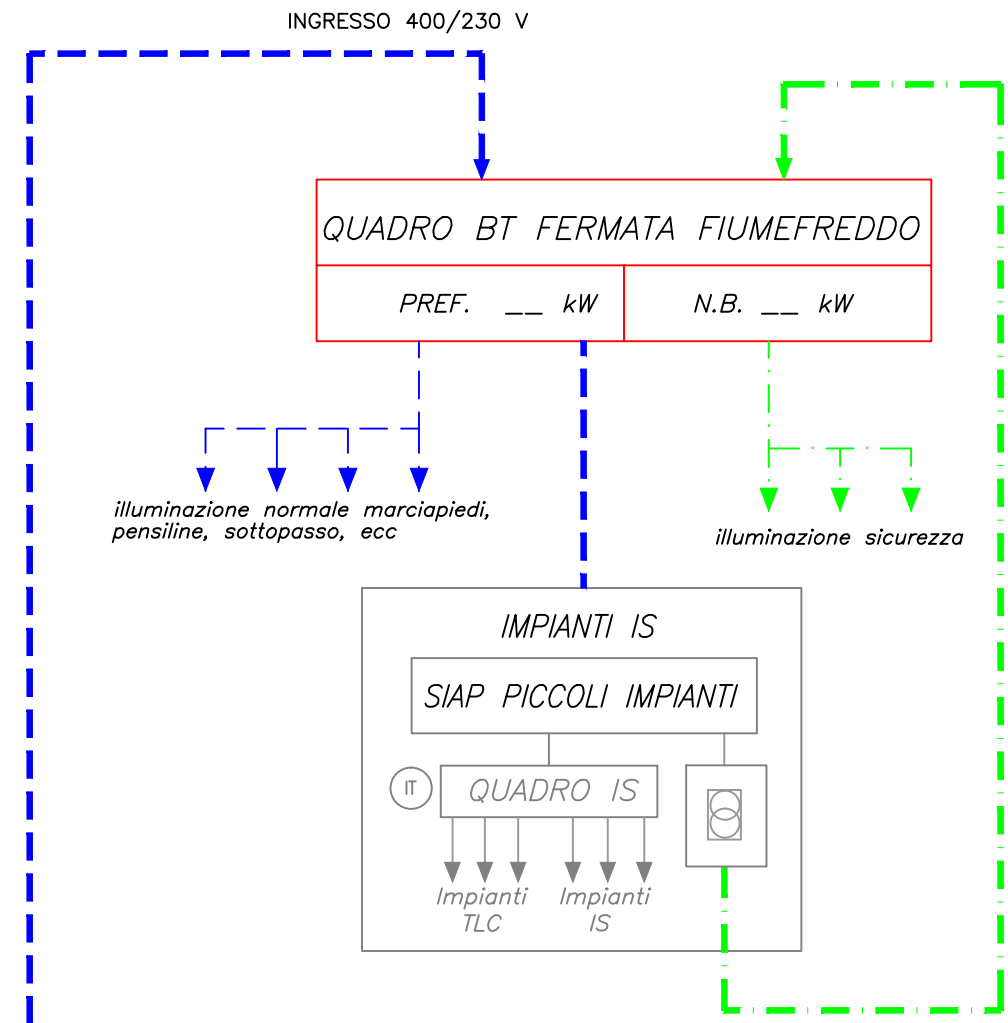 INGRESSO 400/230 V
QUADRO BT FERMATA FIUMEFREDDO
PREF. __ kW
N.B. __ kW
illuminazione normale marciapiedi,
pensiline, sottopasso, ecc
illuminazione sicurezza
IMPIANTI IS
SIAP PICCOLI IMPIANTI
IT
QUADRO IS
Impianti
TLC
Impianti
IS